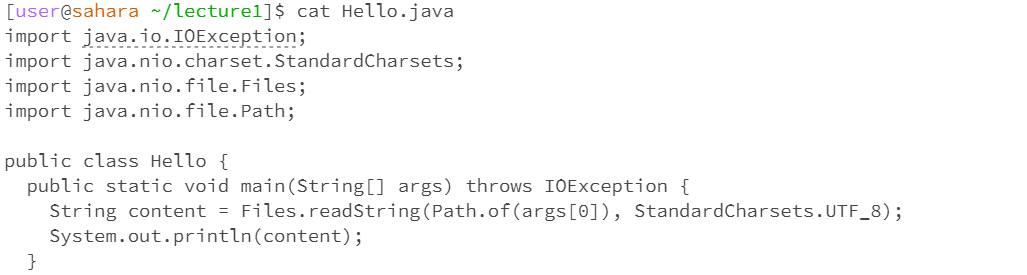 [user@sahara ~/lecture1]$ cat Hello.java
import java.io.IOException;
import java.nio.charset.StandardCharsets;
import java.nio.file.Files;
import java.nio.file.Path;

public class Hello {
  public static void main(String[] args) throws IOException {
    String content = Files.readString(Path.of(args[0]), StandardCharsets.UTF_8);
    System.out.println(content);
  }